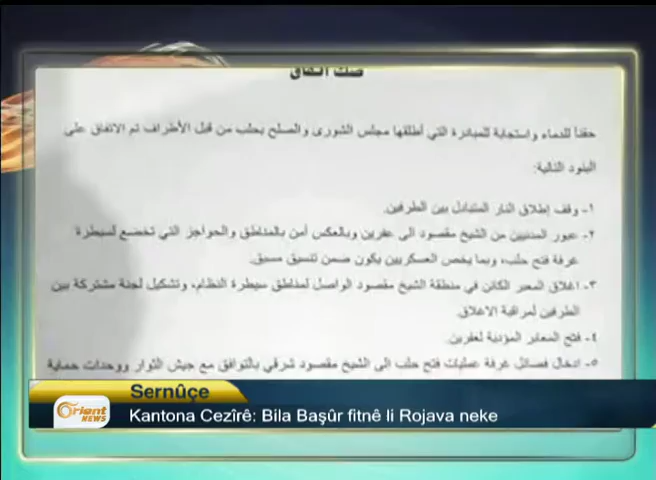 صك اتفاق
حقناً للدماء واستجابة للمبادرة التي أطلقها مجلس الشورى والصلح بحلب من قبل الأطراف تم الاتفاق على
البنود التالية:
١- وقف إطلاق النار المتبادل بين الطرفين.
٢- عبور المدنيين من الشيخ مقصود الى عفرين وبالعكس آمن بالمناطق والحواجز التي تخضع لسيطرة
غرفة فتح حلب، وبما يخص العسكريين يكون ضمن تنسيق مسبق.
٣- اغلاق المعبر الكائن في منطقة الشيخ مقصود الواصل لمناطق سيطرة النظام، وتشكيل لجنة مشتركة بين
الطرفين لمراقبة الاغلاق.
٤- فتح المعابر المؤدية لعفرين.
٥- ادخال فصائل غرفة عمليات فتح حلب الى الشيخ مقصود شرقي بالتوافق مع جيش الثوار ووحدات حماية
Sernûçe
Orient NEWS
Kantona Cezîrê: Bila Başûr fitnê li Rojava neke